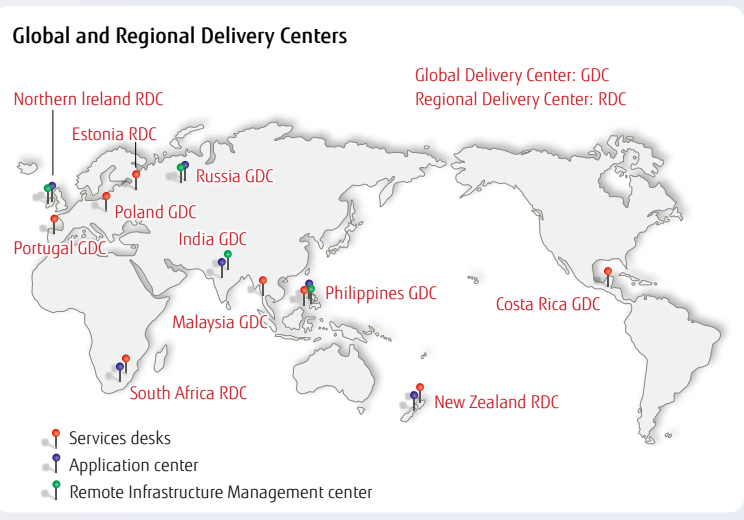 Global and Regional Delivery Centers
Global Delivery Center: GDC
Regional Delivery Center: RDC
Northern Ireland RDC
Estonia RDC
Russia GDC
Poland GDC
Portugal GDC
India GDC
Philippines GDC
Costa Rica GDC
Malaysia GDC
South Africa RDC
New Zealand RDC
Services desks
Application center
Remote Infrastructure Management center